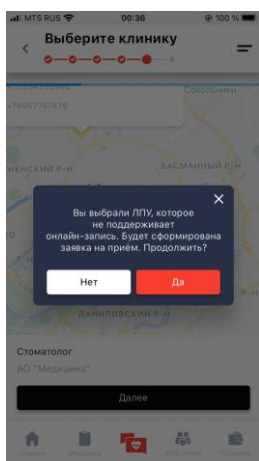 MTS RUS
00:36
100 %
Выберите клинику
Сокольники
+74957757479
БАСМАННЫЙ Р-Н
Вы выбрали ЛПУ, которое
не поддерживает
онлайн-запись. Будет сформирована
заявка на приём. Продолжить?
Нет
Да
ДАНИЛОВСКИЙ Р-Н
Стоматолог
АО "Медицина"
Далее